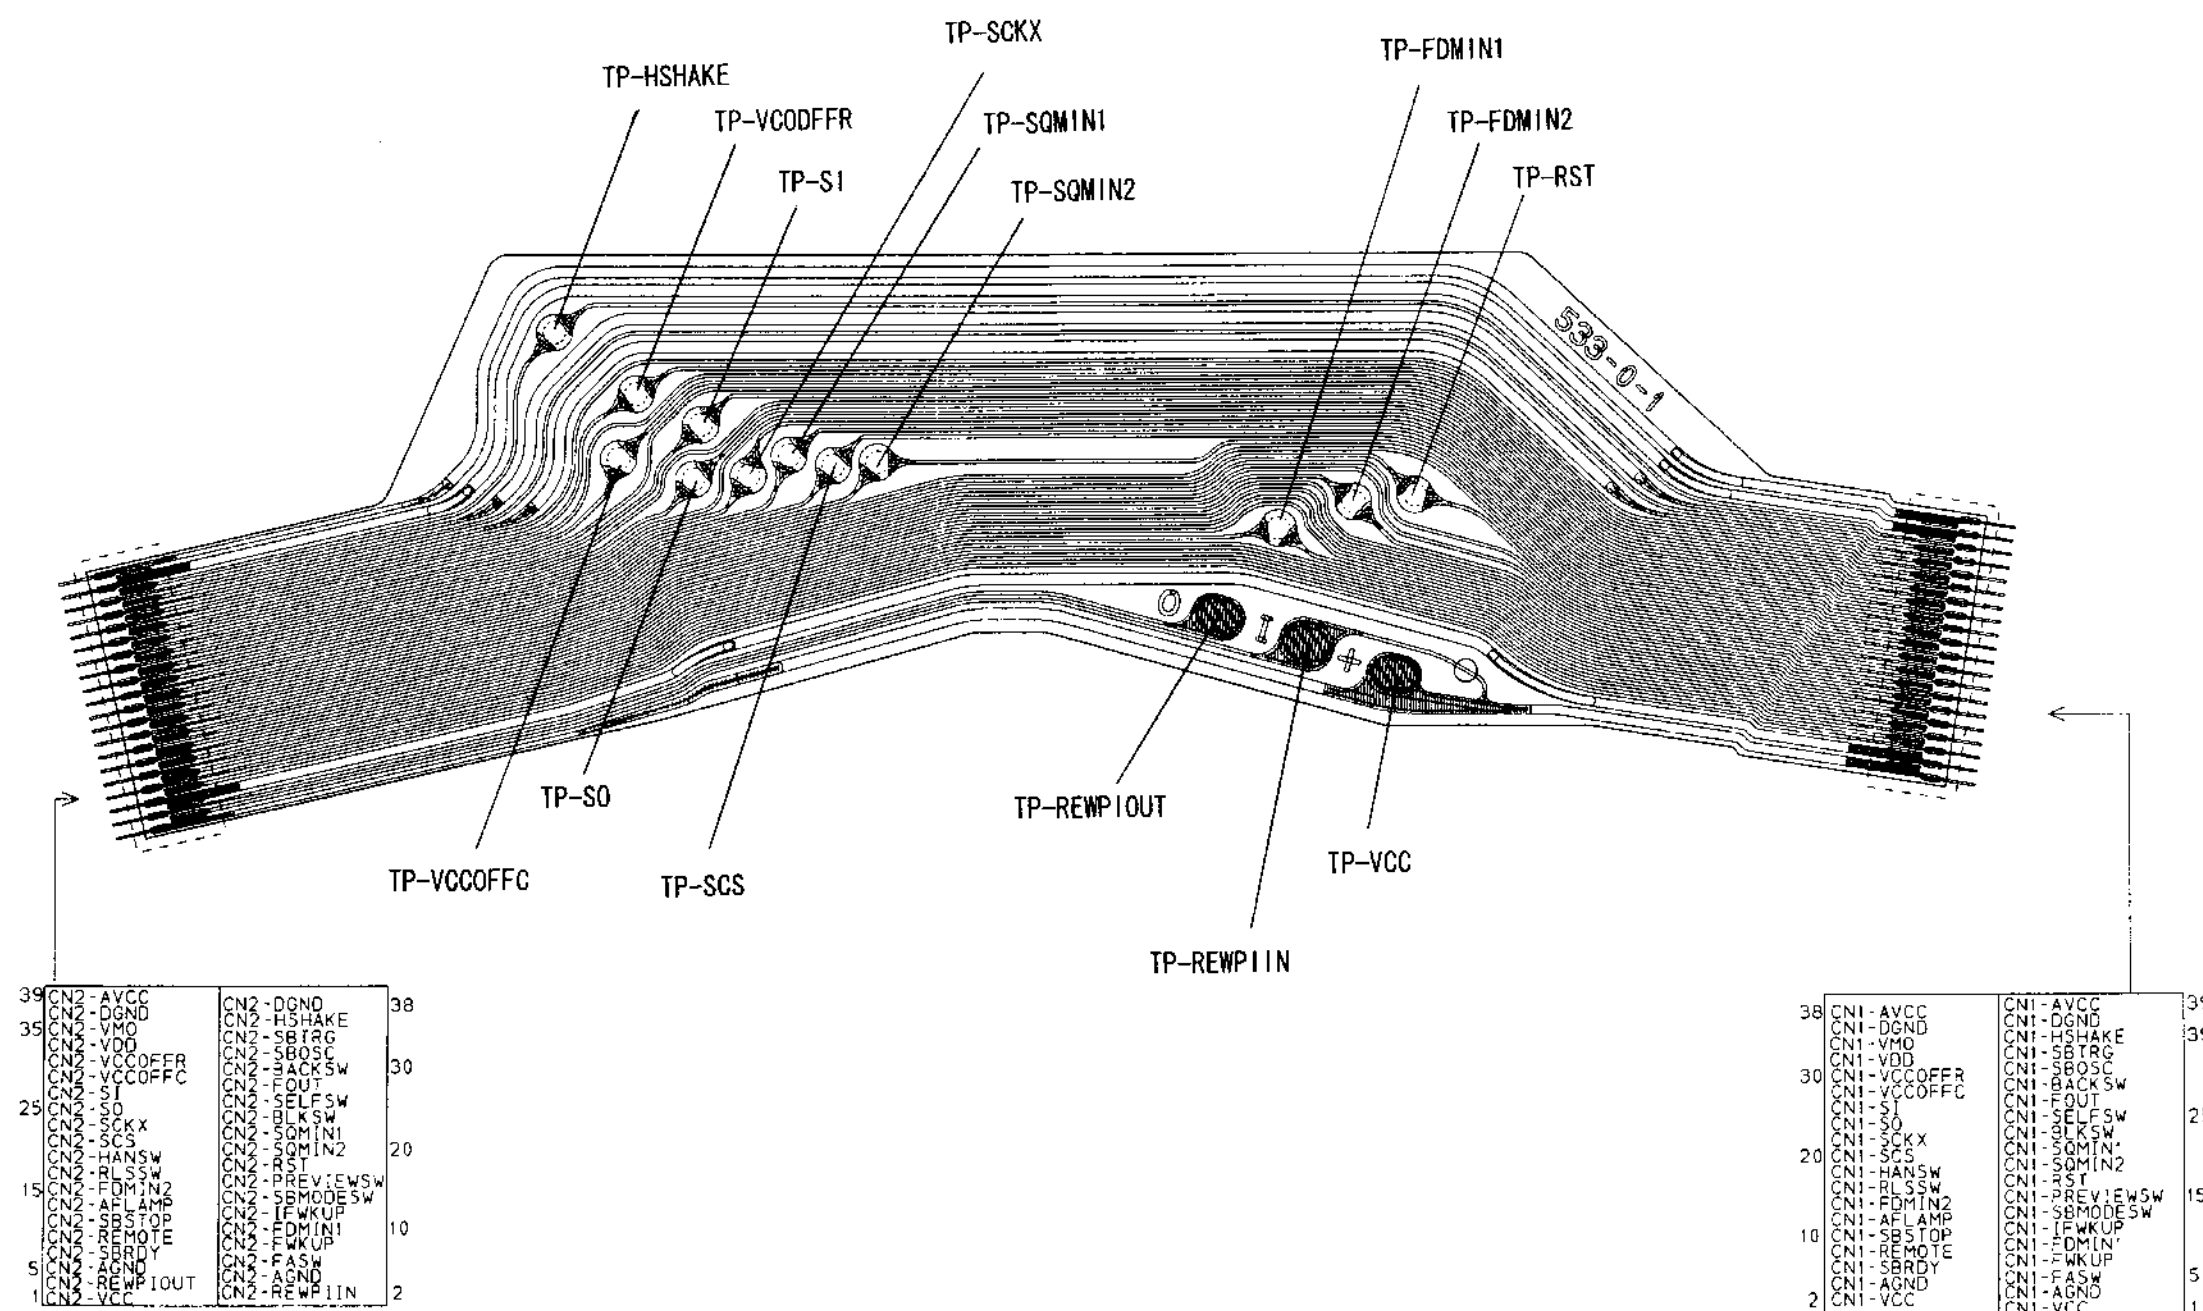 TP-SCKX
TP-FDMIN1
TP-HSHAKE
TP-VCODFFR
TP-SQMIN1
TP-FDMIN2
TP-SI
TP-SQMIN2
TP-RST
533-0-1
O
I
+
TP-SO
TP-REWPIOUT
TP-VCC
TP-VCCOFFC
TP-SCS
TP-REWPIIN
39 CN2-AVCC
CN2-DGND
35 CN2-VMO
CN2-VDD
CN2-VCCOFFR
CN2-VCCOFFC
CN2-SI
25 CN2-SO
CN2-SCKX
CN2-SCS
CN2-HANSW
CN2-RLSSW
15 CN2-FDMIN2
CN2-AFLAMP
CN2-SBSTOP
CN2-REMOTE
CN2-SBRDY
5 CN2-AGND
CN2-REWPIOUT
1 CN2-VCC
CN2-DGND 38
CN2-HSHAKE
CN2-SBTRG
CN2-SBOSC
CN2-BACKSW 30
CN2-FOUT
CN2-SELFSW
CN2-BLKSW
CN2-SQMIN1
CN2-SQMIN2 20
CN2-RST
CN2-PREVIEWSW
CN2-SBMODESW
CN2-IFWKUP
CN2-FDMIN1 10
CN2-FWKUP
CN2-FASW
CN2-AGND
CN2-REWPIIN 2
38 CN1-AVCC
CN1-DGND
CN1-VMO
CN1-VDD
30 CN1-VCCOFFR
CN1-VCCOFFC
CN1-SI
CN1-SO
CN1-SCKX
20 CN1-SCS
CN1-HANSW
CN1-RLSSW
CN1-FDMIN2
CN1-AFLAMP
10 CN1-SBSTOP
CN1-REMOTE
CN1-SBRDY
CN1-AGND
2 CN1-VCC
CN1-AVCC
CN1-DGND
CN1-HSHAKE
CN1-SBTRG
CN1-SBOSC
CN1-BACKSW
CN1-FOUT
CN1-SELFSW
CN1-BLKSW
CN1-SQMIN
CN1-SQMIN2
CN1-RST
CN1-PREVIEWSW 15
CN1-SBMODESW
CN1-IFWKUP
CN1-FDMIN
CN1-FWKUP
CN1-FASW 5
CN1-AGND
CN1-VCC 1